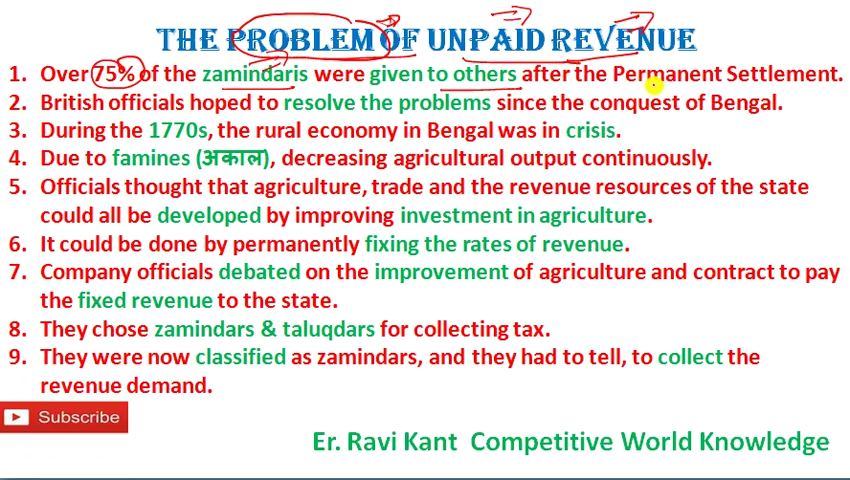 THE PROBLEM OF UNPAID REVENUE
1. Over 75% of the zamindaris were given to others after the Permanent Settlement.
2. British officials hoped to resolve the problems since the conquest of Bengal.
3. During the 1770s, the rural economy in Bengal was in crisis.
4. Due to famines (अकाल), decreasing agricultural output continuously.
5. Officials thought that agriculture, trade and the revenue resources of the state
could all be developed by improving investment in agriculture.
6. It could be done by permanently fixing the rates of revenue.
7. Company officials debated on the improvement of agriculture and contract to pay
the fixed revenue to the state.
8. They chose zamindars & taluqdars for collecting tax.
9. They were now classified as zamindars, and they had to tell, to collect the
revenue demand.
Subscribe
Er. Ravi Kant Competitive World Knowledge